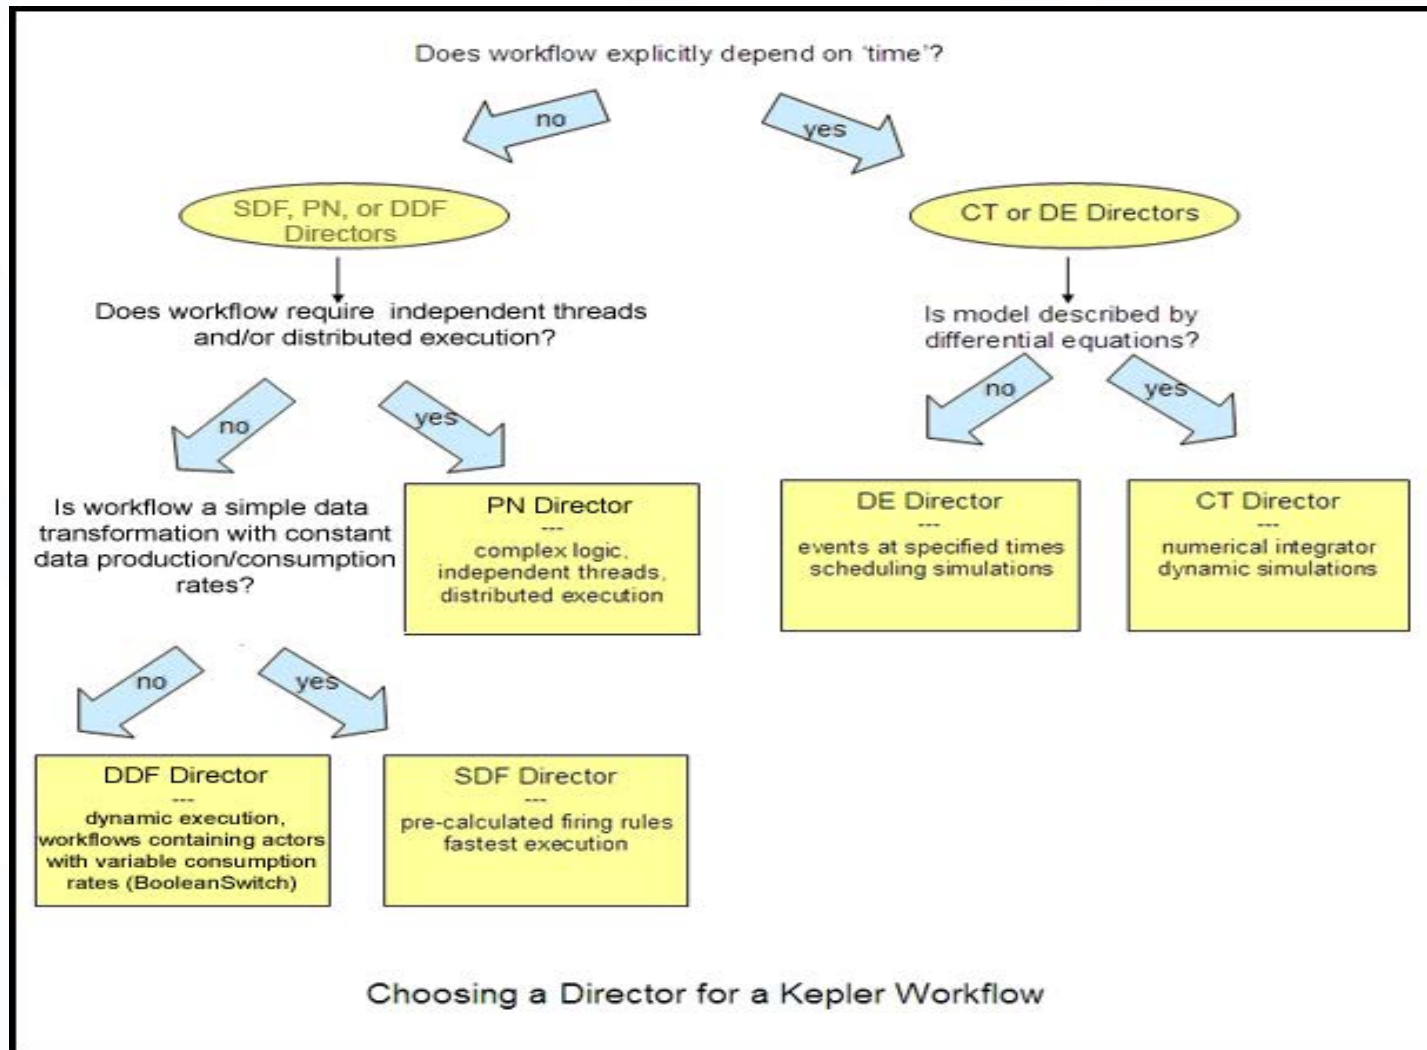 Does workflow explicitly depend on 'time'?
no
yes
SDF, PN, or DDF
Directors
CT or DE Directors
Does workflow require independent threads
and/or distributed execution?
Is model described by
differential equations?
no
yes
no
yes
Is workflow a simple data
transformation with constant
data production/consumption
rates?
PN Director
---
complex logic,
independent threads,
distributed execution
DE Director
---
events at specified times
scheduling simulations
CT Director
---
numerical integrator
dynamic simulations
no
yes
DDF Director
---
dynamic execution,
workflows containing actors
with variable consumption
rates (BooleanSwitch)
SDF Director
---
pre-calculated firing rules
fastest execution
Choosing a Director for a Kepler Workflow